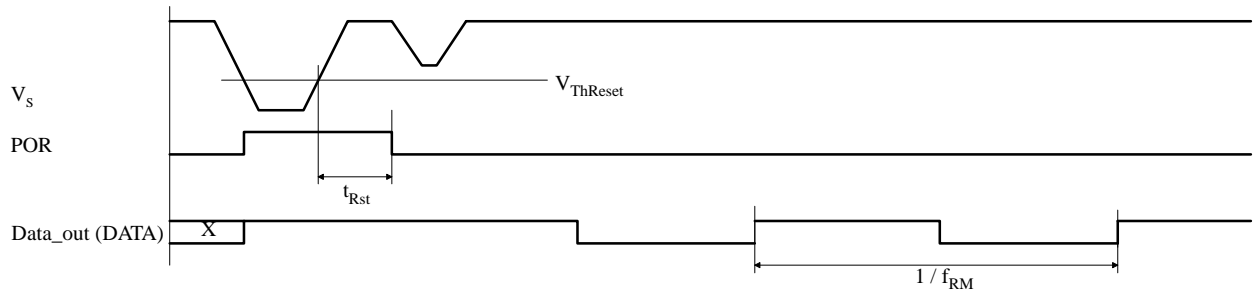 V_ThReset
V_S
POR
t_Rst
Data_out (DATA)
X
1 / f_RM